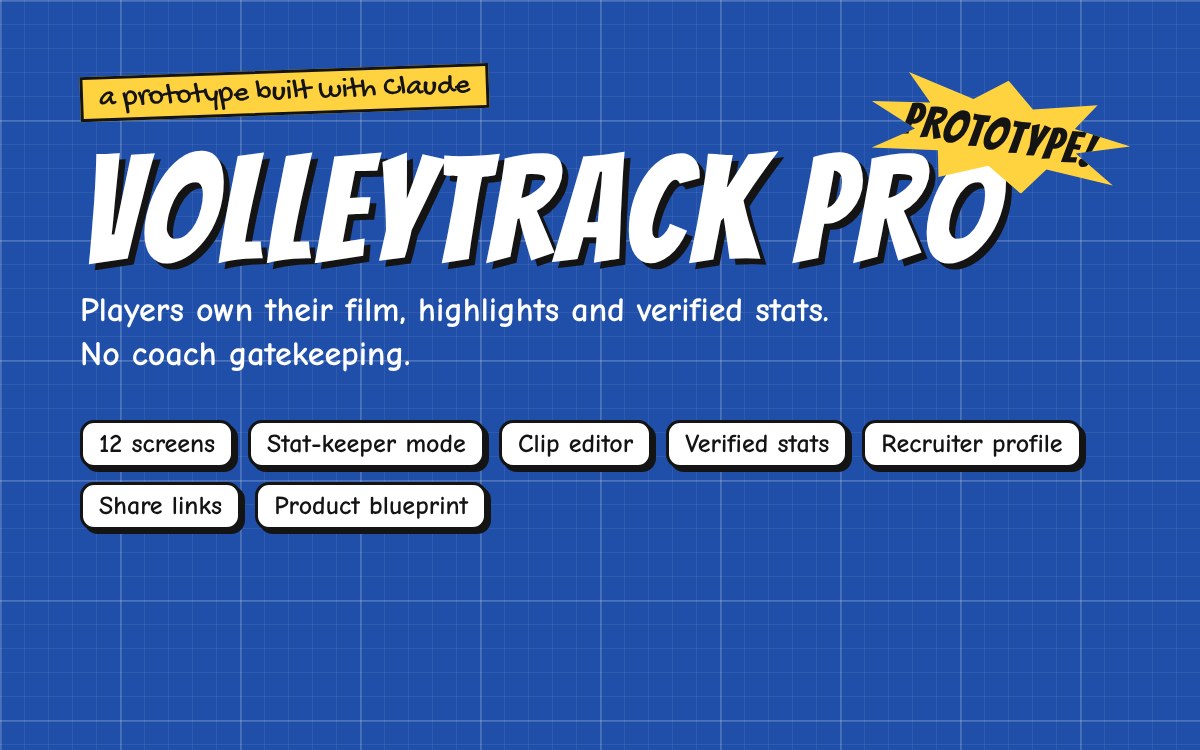 a prototype built with Claude
PROTOTYPE!
VOLLEYTRACK PRO
Players own their film, highlights and verified stats.
No coach gatekeeping.
12 screens
Stat-keeper mode
Clip editor
Verified stats
Recruiter profile
Share links
Product blueprint